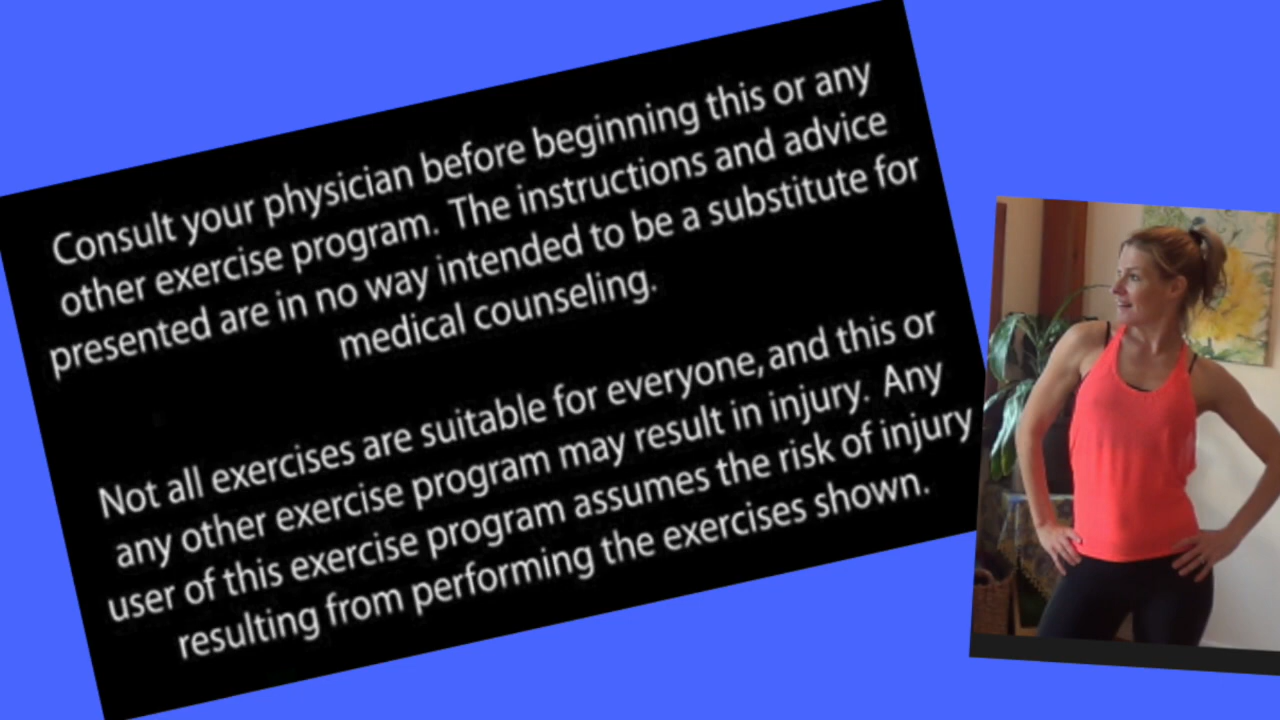 Consult your physician before beginning this or any
other exercise program. The instructions and advice
presented are in no way intended to be a substitute for
medical counseling.
Not all exercises are suitable for everyone, and this or
any other exercise program may result in injury. Any
user of this exercise program assumes the risk of injury
resulting from performing the exercises shown.